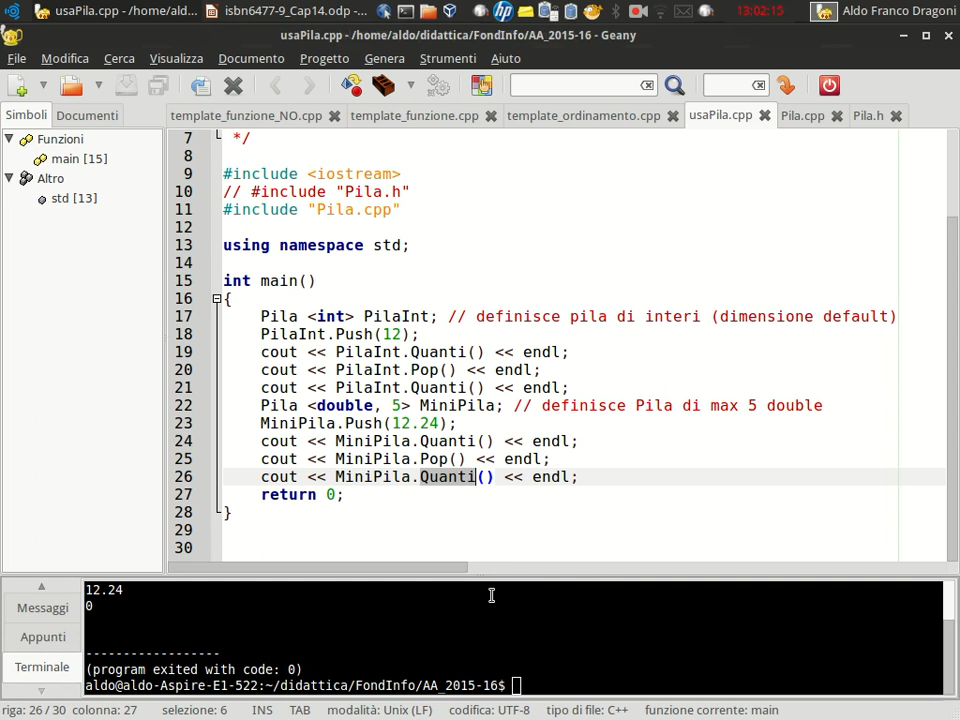 usaPila.cpp - /home/ald... isbn6477-9_Cap14.odp -... 13:02:15 Aldo Franco Dragoni
usaPila.cpp - /home/aldo/didattica/FondInfo/AA_2015-16 - Geany
File Modifica Cerca Visualizza Documento Progetto Genera Strumenti Aiuto
Simboli Documenti template_funzione_NO.cpp template_funzione.cpp template_ordinamento.cpp usaPila.cpp Pila.cpp Pila.h
Funzioni
main [15]
Altro
std [13]
7 */
8
9 #include <iostream>
10 // #include "Pila.h"
11 #include "Pila.cpp"
12
13 using namespace std;
14
15 int main()
16 {
17 Pila <int> PilaInt; // definisce pila di interi (dimensione default)
18 PilaInt.Push(12);
19 cout << PilaInt.Quanti() << endl;
20 cout << PilaInt.Pop() << endl;
21 cout << PilaInt.Quanti() << endl;
22 Pila <double, 5> MiniPila; // definisce Pila di max 5 double
23 MiniPila.Push(12.24);
24 cout << MiniPila.Quanti() << endl;
25 cout << MiniPila.Pop() << endl;
26 cout << MiniPila.Quanti() << endl;
27 return 0;
28 }
29
30
Messaggi
Appunti
Terminale
12.24
0
------------------
(program exited with code: 0)
aldo@aldo-Aspire-E1-522:~/didattica/FondInfo/AA_2015-16$
riga: 26 / 30 colonna: 27 selezione: 6 INS TAB modalità: Unix (LF) codifica: UTF-8 tipo di file: C++ funzione corrente: main